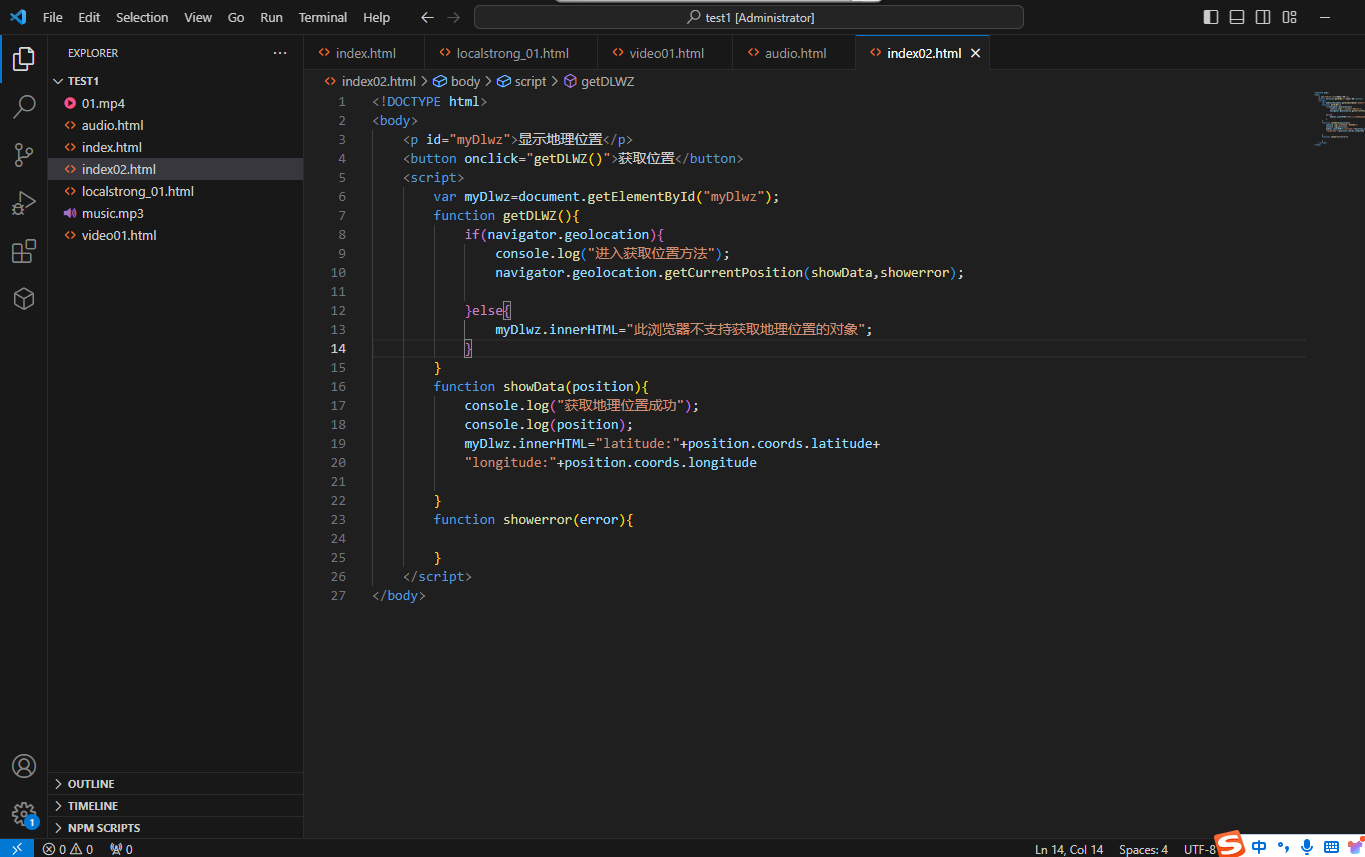 File Edit Selection View Go Run Terminal Help
test1 [Administrator]
EXPLORER
TEST1
01.mp4
audio.html
index.html
index02.html
localstrong_01.html
music.mp3
video01.html
OUTLINE
TIMELINE
NPM SCRIPTS
index.html localstrong_01.html video01.html audio.html index02.html
index02.html body script getDLWZ
1 <!DOCTYPE html>
2 <body>
3 <p id="myDlwz">显示地理位置</p>
4 <button onclick="getDLWZ()">获取位置</button>
5 <script>
6 var myDlwz=document.getElementById("myDlwz");
7 function getDLWZ(){
8 if(navigator.geolocation){
9 console.log("进入获取位置方法");
10 navigator.geolocation.getCurrentPosition(showData,showerror);
11
12 }else{
13 myDlwz.innerHTML="此浏览器不支持获取地理位置的对象";
14 }
15 }
16 function showData(position){
17 console.log("获取地理位置成功");
18 console.log(position);
19 myDlwz.innerHTML="latitude:"+position.coords.latitude+
20 "longitude:"+position.coords.longitude
21
22 }
23 function showerror(error){
24
25 }
26 </script>
27 </body>
1
0 0 0
Ln 14, Col 14 Spaces: 4 UTF-8
S 中